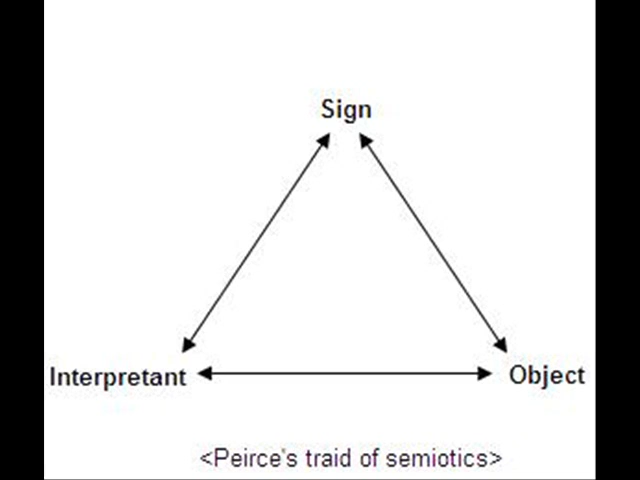 Sign
Interpretant Object
<Peirce's traid of semiotics>